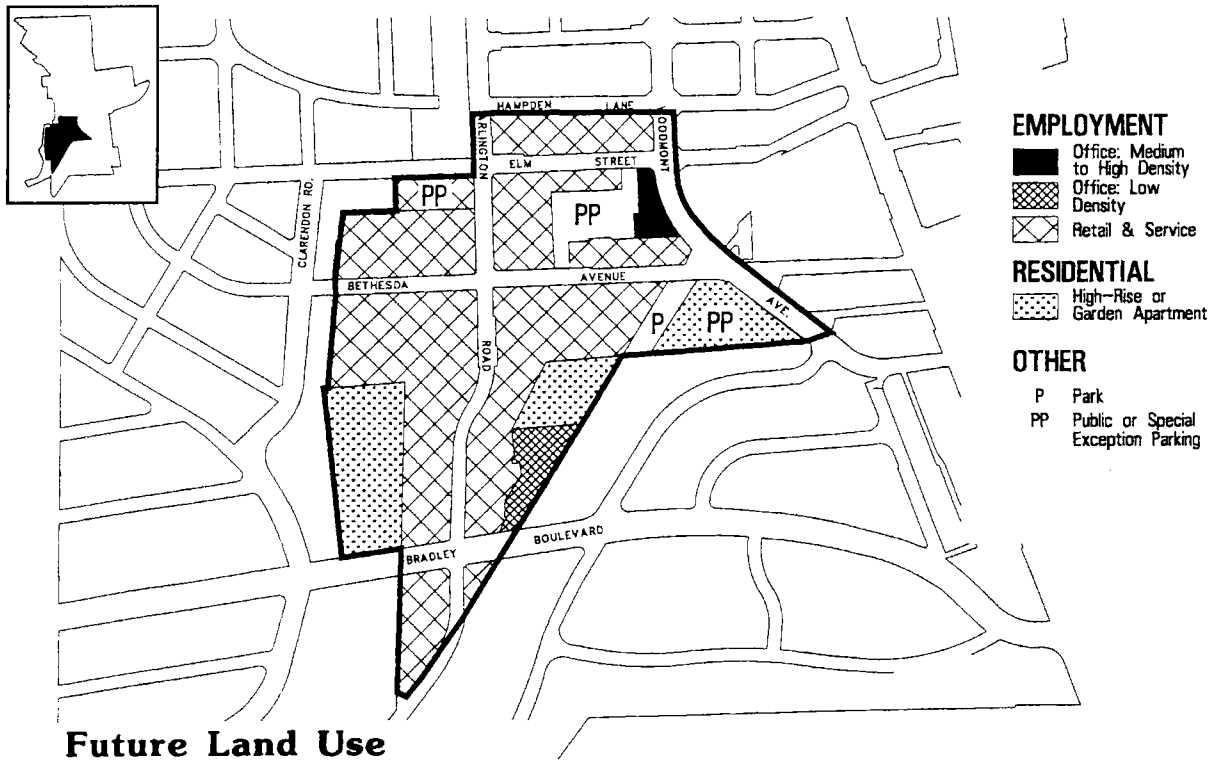 HAMPDEN LANE
ARLINGTON
WOODMONT
ELM STREET
PP
PP
CLARENDON RD.
BETHESDA AVENUE
AVE.
P
PP
ROAD
BRADLEY BOULEVARD
EMPLOYMENT
Office: Medium
to High Density
Office: Low
Density
Retail & Service
RESIDENTIAL
High-Rise or
Garden Apartment
OTHER
P Park
PP Public or Special
Exception Parking
Future Land Use